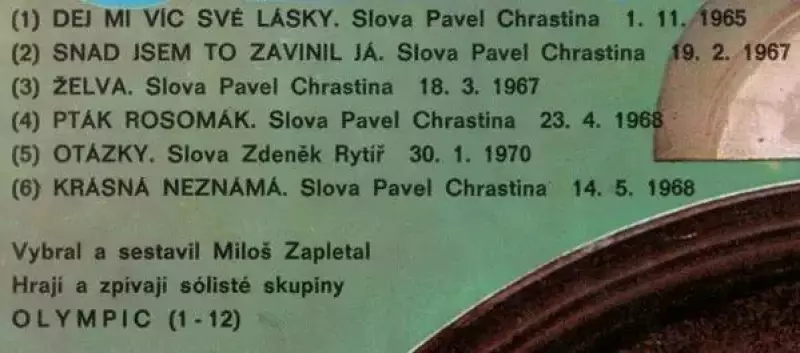 (1) DEJ MI VÍC SVÉ LÁSKY. Slova Pavel Chrastina 1. 11. 1965
(2) SNAD JSEM TO ZAVINIL JÁ. Slova Pavel Chrastina 19. 2. 1967
(3) ŽELVA. Slova Pavel Chrastina 18. 3. 1967
(4) PTÁK ROSOMÁK. Slova Pavel Chrastina 23. 4. 1968
(5) OTÁZKY. Slova Zdeněk Rytíř 30. 1. 1970
(6) KRÁSNÁ NEZNÁMÁ. Slova Pavel Chrastina 14. 5. 1968
Vybral a sestavil Miloš Zapletal
Hrají a zpívají sólisté skupiny
OLYMPIC (1 - 12)